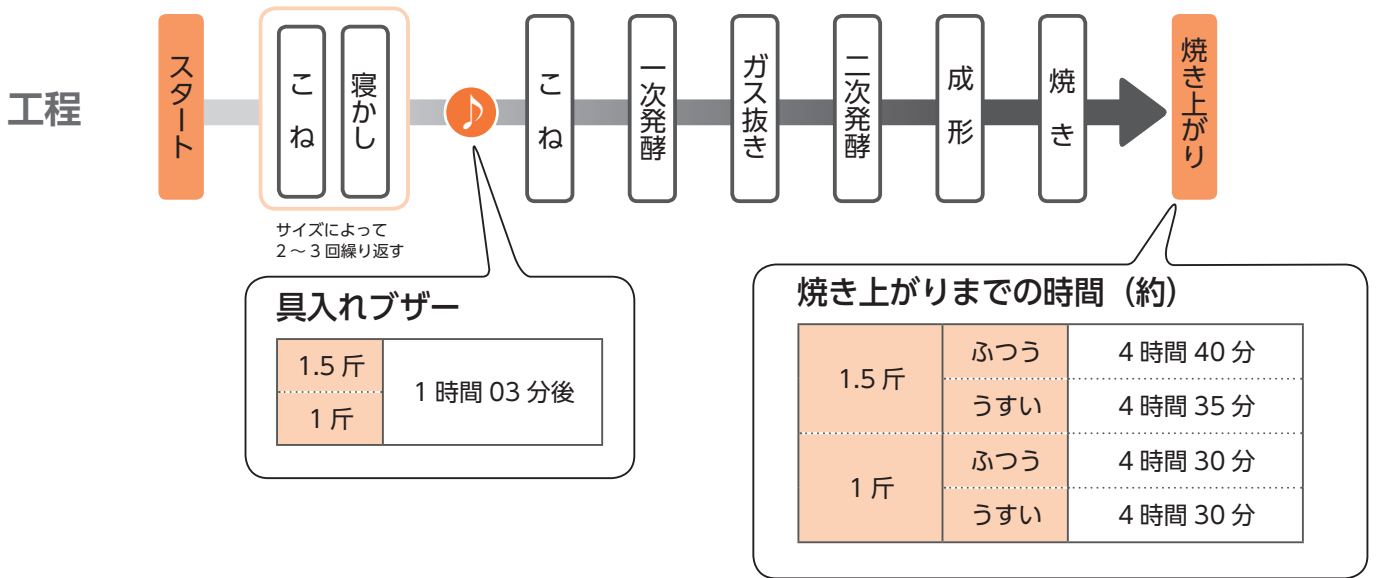 工程
スタート
こね
寝かし
サイズによって
2～3回繰り返す
♪
こね
一次発酵
ガス抜き
二次発酵
成形
焼き
焼き上がり
具入れブザー
1.5斤
1斤
1時間03分後
焼き上がりまでの時間（約）
1.5斤 ふつう 4時間40分
うすい 4時間35分
1斤 ふつう 4時間30分
うすい 4時間30分